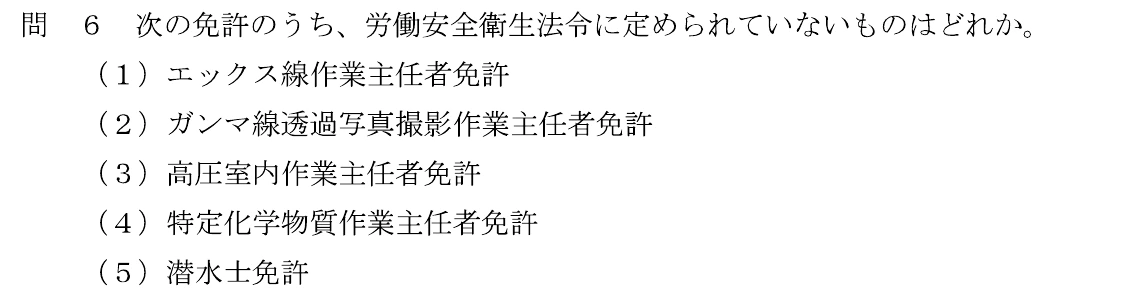 問　６　次の免許のうち、労働安全衛生法令に定められていないものはどれか。
（１）エックス線作業主任者免許
（２）ガンマ線透過写真撮影作業主任者免許
（３）高圧室内作業主任者免許
（４）特定化学物質作業主任者免許
（５）潜水士免許